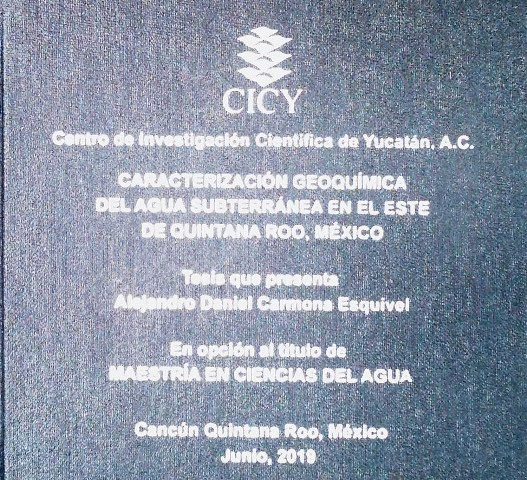 CICY
Centro de Investigación Científica de Yucatán, A.C.
CARACTERIZACIÓN GEOQUÍMICA
DEL AGUA SUBTERRÁNEA EN EL ESTE
DE QUINTANA ROO, MÉXICO
Tesis que presenta
Alejandro Daniel Carmona Esquivel
En opción al título de
MAESTRÍA EN CIENCIAS DEL AGUA
Cancún Quintana Roo, México
Junio, 2019